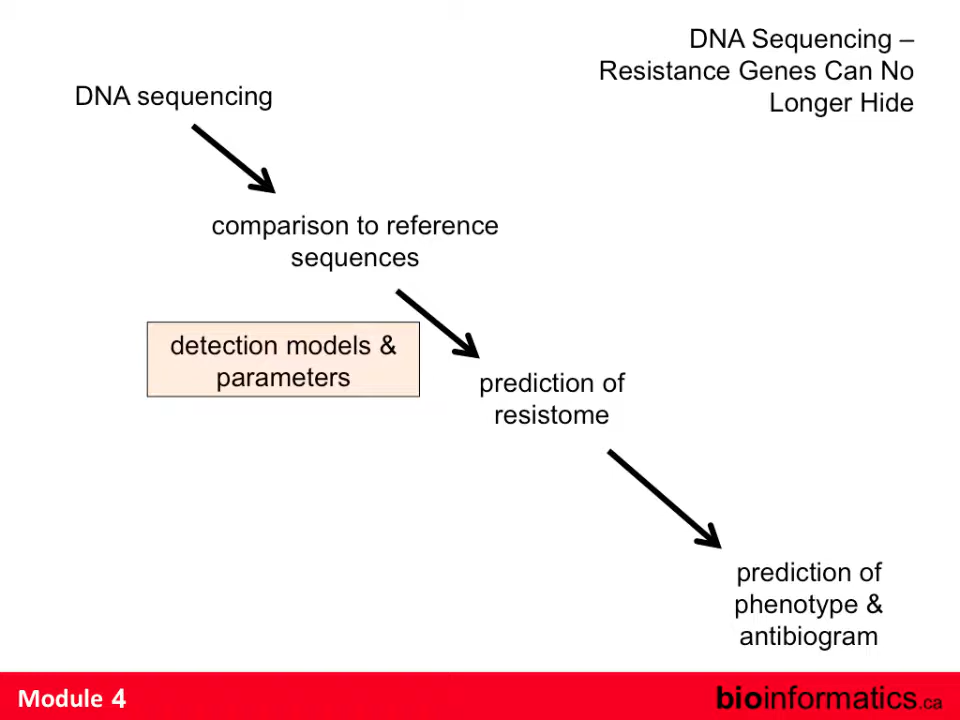 DNA Sequencing –
Resistance Genes Can No
Longer Hide
DNA sequencing
comparison to reference
sequences
detection models &
parameters
prediction of
resistome
prediction of
phenotype &
antibiogram
Module 4
bioinformatics.ca